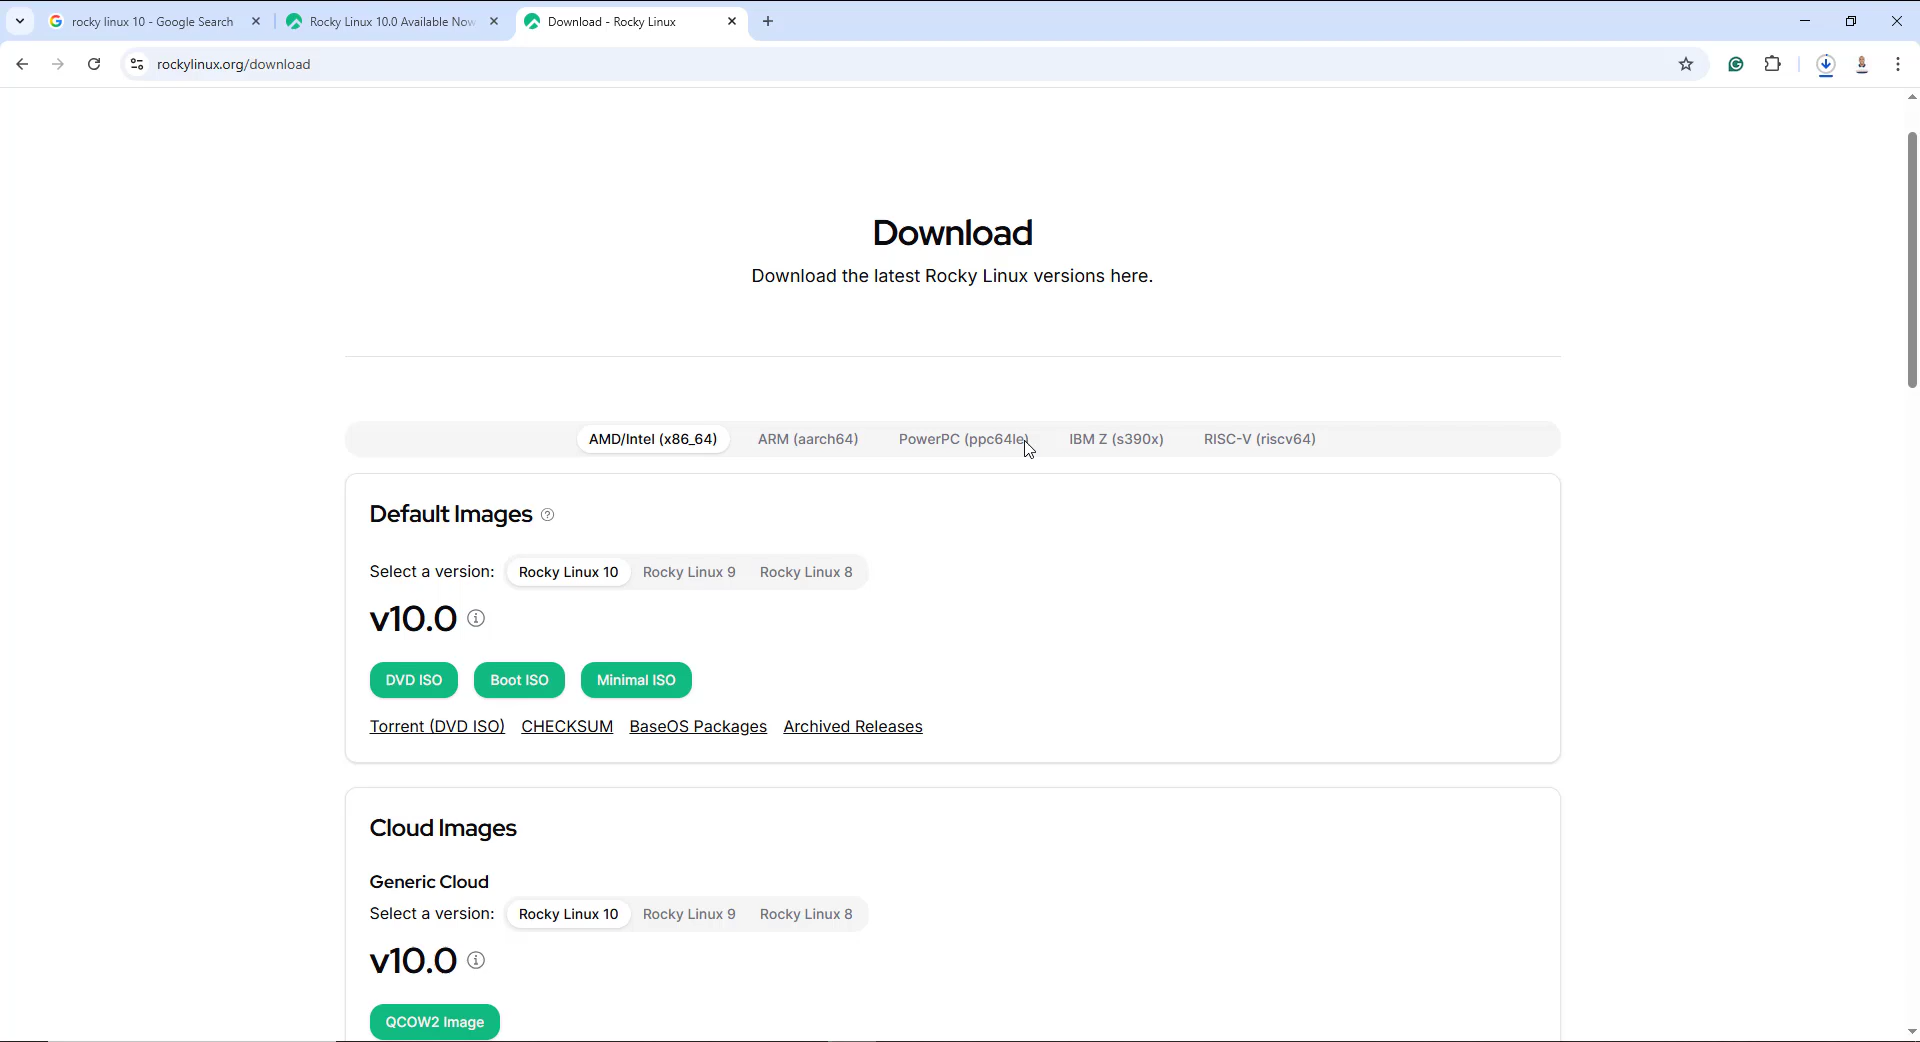 rocky linux 10 - Google Search
Rocky Linux 10.0 Available Now
Download - Rocky Linux
rockylinux.org/download
Download
Download the latest Rocky Linux versions here.
AMD/Intel (x86_64) ARM (aarch64) PowerPC (ppc64le) IBM Z (s390x) RISC-V (riscv64)
Default Images ?
Select a version: Rocky Linux 10 Rocky Linux 9 Rocky Linux 8
v10.0 i
DVD ISO Boot ISO Minimal ISO
Torrent (DVD ISO) CHECKSUM BaseOS Packages Archived Releases
Cloud Images
Generic Cloud
Select a version: Rocky Linux 10 Rocky Linux 9 Rocky Linux 8
v10.0 i
QCOW2 Image